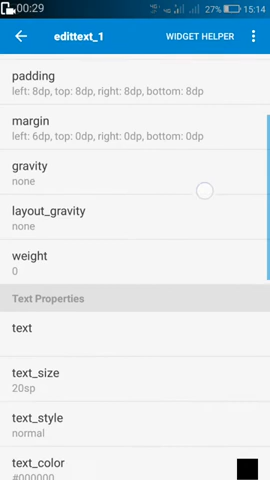 00:29
27% 15:14
edittext_1 WIDGET HELPER
padding
left: 8dp, top: 8dp, right: 8dp, bottom: 8dp
margin
left: 6dp, top: 0dp, right: 0dp, bottom: 0dp
gravity
none
layout_gravity
none
weight
0
Text Properties
text
text_size
20sp
text_style
normal
text_color
#000000